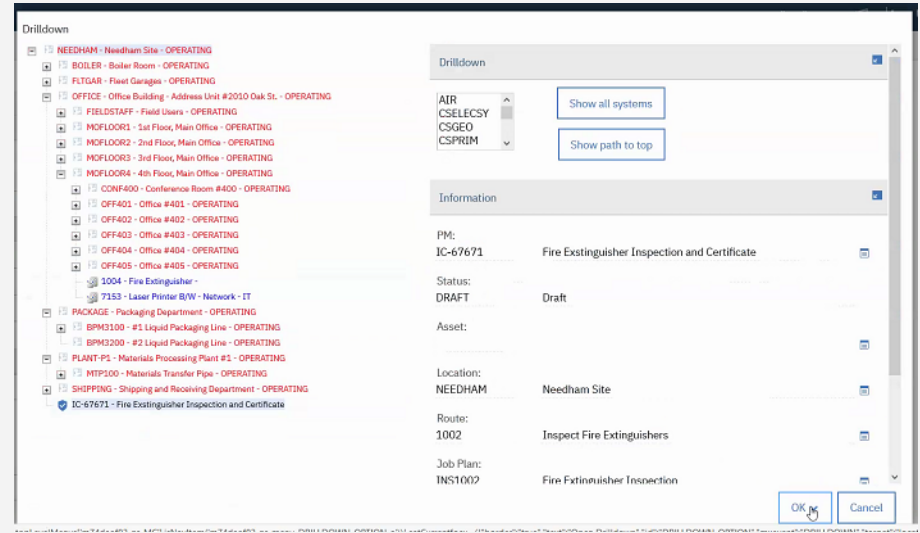 Drilldown
NEEDHAM - Needham Site - OPERATING
BOILER - Boiler Room - OPERATING
FLTGAR - Fleet Garages - OPERATING
OFFICE - Office Building - Address Unit #2010 Oak St. - OPERATING
FIELDSTAFF - Field Users - OPERATING
MOFLOOR1 - 1st Floor, Main Office - OPERATING
MOFLOOR2 - 2nd Floor, Main Office - OPERATING
MOFLOOR3 - 3rd Floor, Main Office - OPERATING
MOFLOOR4 - 4th Floor, Main Office - OPERATING
CONF400 - Conference Room #400 - OPERATING
OFF401 - Office #401 - OPERATING
OFF402 - Office #402 - OPERATING
OFF403 - Office #403 - OPERATING
OFF404 - Office #404 - OPERATING
OFF405 - Office #405 - OPERATING
1004 - Fire Extinguisher -
7153 - Laser Printer B/W - Network - IT
PACKAGE - Packaging Department - OPERATING
BPM3100 - #1 Liquid Packaging Line - OPERATING
BPM3200 - #2 Liquid Packaging Line - OPERATING
PLANT-P1 - Materials Processing Plant #1 - OPERATING
MTP100 - Materials Transfer Pipe - OPERATING
SHIPPING - Shipping and Receiving Department - OPERATING
IC-67671 - Fire Exstinguisher Inspection and Certificate
Drilldown
AIR
CSELECSY
CSGEO
CSPRIM
Show all systems
Show path to top
Information
PM:
IC-67671 Fire Exstinguisher Inspection and Certificate
Status:
DRAFT Draft
Asset:
Location:
NEEDHAM Needham Site
Route:
1002 Inspect Fire Extinguishers
Job Plan:
INS1002 Fire Extinguisher Inspection
OK
Cancel